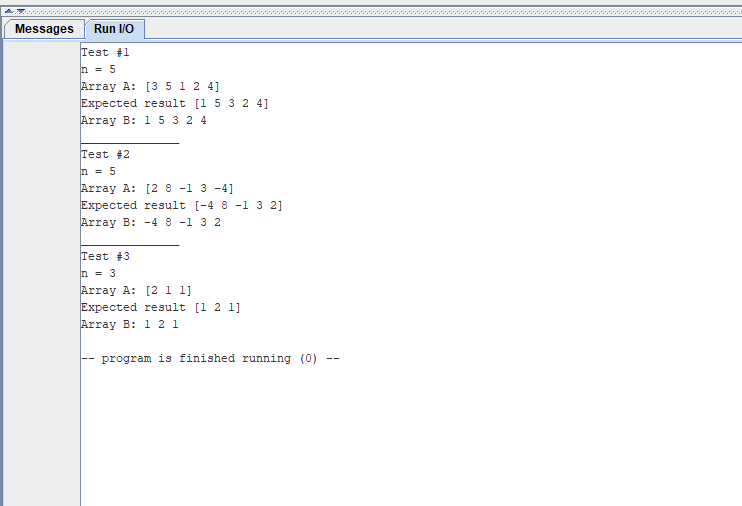 Messages Run I/O
Test #1
n = 5
Array A: [3 5 1 2 4]
Expected result [1 5 3 2 4]
Array B: 1 5 3 2 4
______________
Test #2
n = 5
Array A: [2 8 -1 3 -4]
Expected result [-4 8 -1 3 2]
Array B: -4 8 -1 3 2
______________
Test #3
n = 3
Array A: [2 1 1]
Expected result [1 2 1]
Array B: 1 2 1
-- program is finished running (0) --